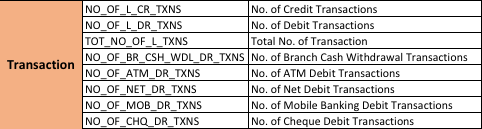 NO_OF_L_CR_TXNS No. of Credit Transactions
NO_OF_L_DR_TXNS No. of Debit Transactions
TOT_NO_OF_L_TXNS Total No. of Transaction
NO_OF_BR_CSH_WDL_DR_TXNS No. of Branch Cash Withdrawal Transactions
Transaction
NO_OF_ATM_DR_TXNS No. of ATM Debit Transactions
NO_OF_NET_DR_TXNS No. of Net Debit Transactions
NO_OF_MOB_DR_TXNS No. of Mobile Banking Debit Transactions
NO_OF_CHQ_DR_TXNS No. of Cheque Debit Transactions